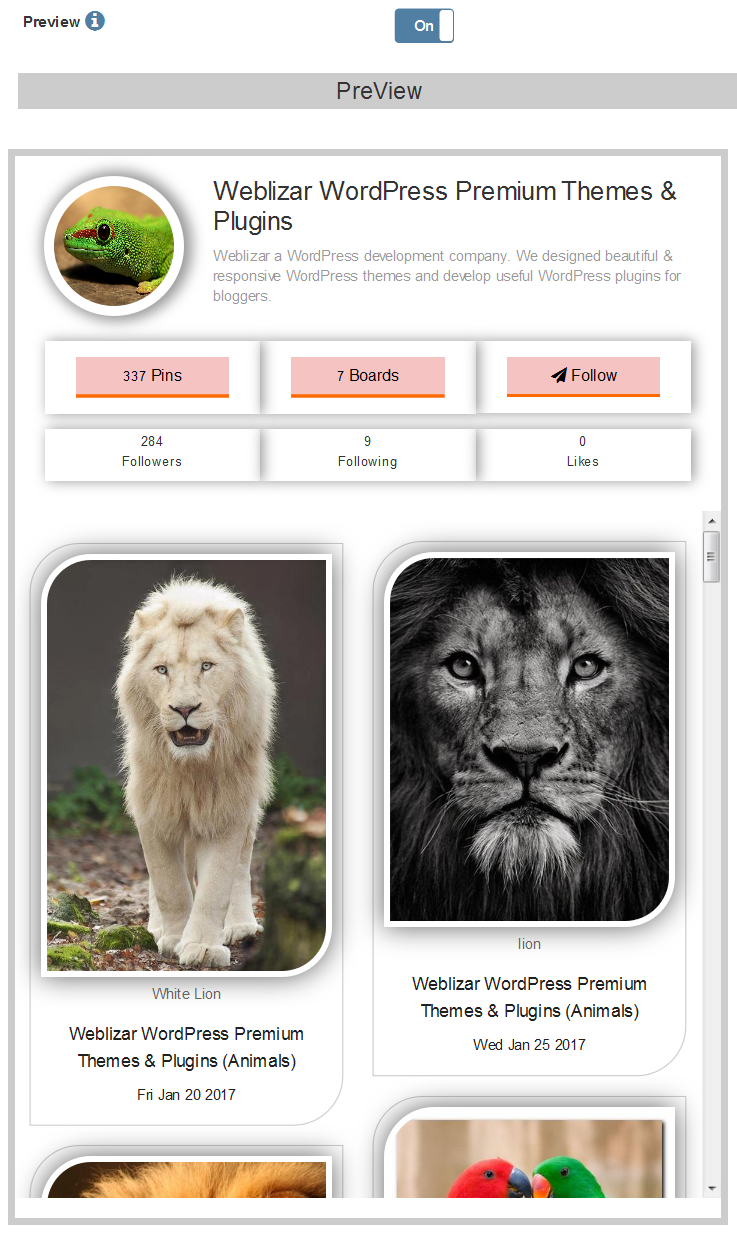 Preview
On
PreView
Weblizar WordPress Premium Themes &
Plugins
Weblizar a WordPress development company. We designed beautiful &
responsive WordPress themes and develop useful WordPress plugins for
bloggers.
337 Pins
7 Boards
Follow
284
Followers
9
Following
0
Likes
White Lion
Weblizar WordPress Premium
Themes & Plugins (Animals)
Fri Jan 20 2017
lion
Weblizar WordPress Premium
Themes & Plugins (Animals)
Wed Jan 25 2017